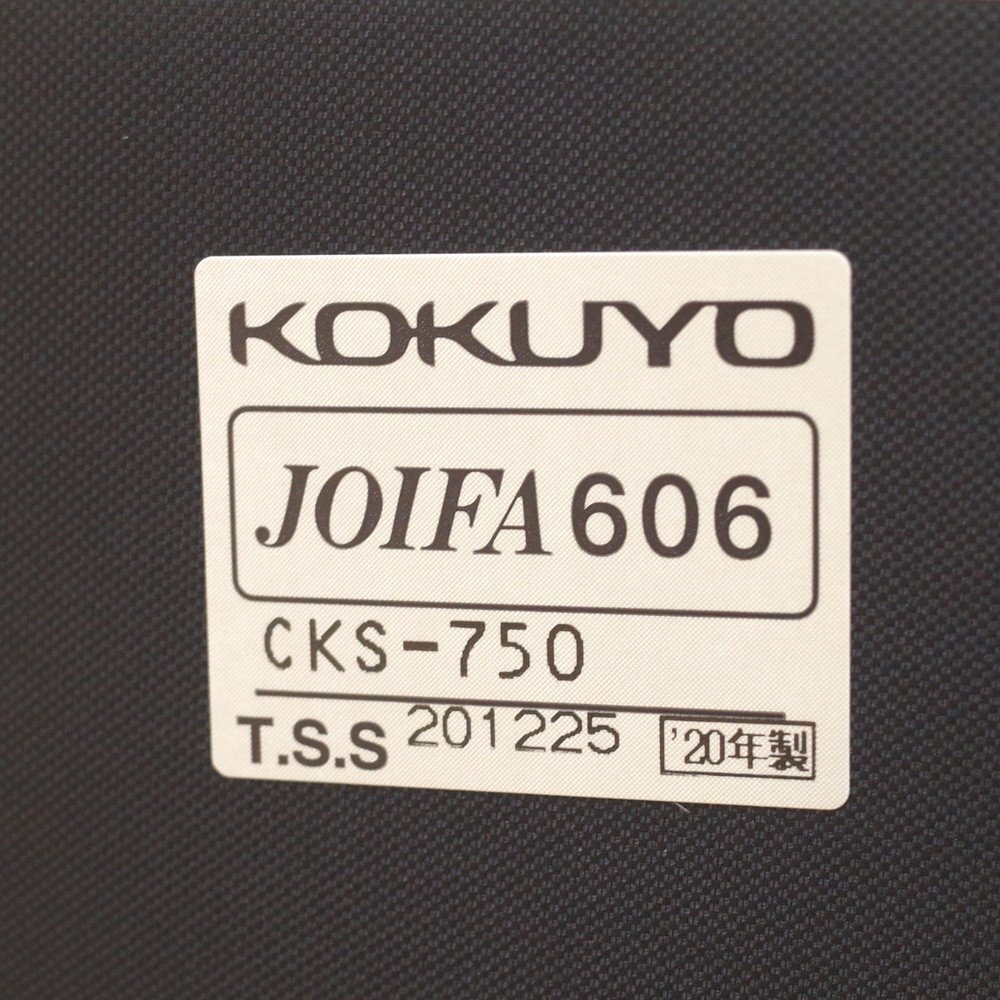 KOKUYO
JOIFA 606
CKS-750
T.S.S 201225 '20年製